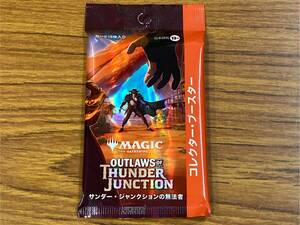 MAGIC
THE GATHERING
OUTLAWS OF
THUNDER
JUNCTION
サンダー・ジャンクションの無法者
コレクター・ブースター